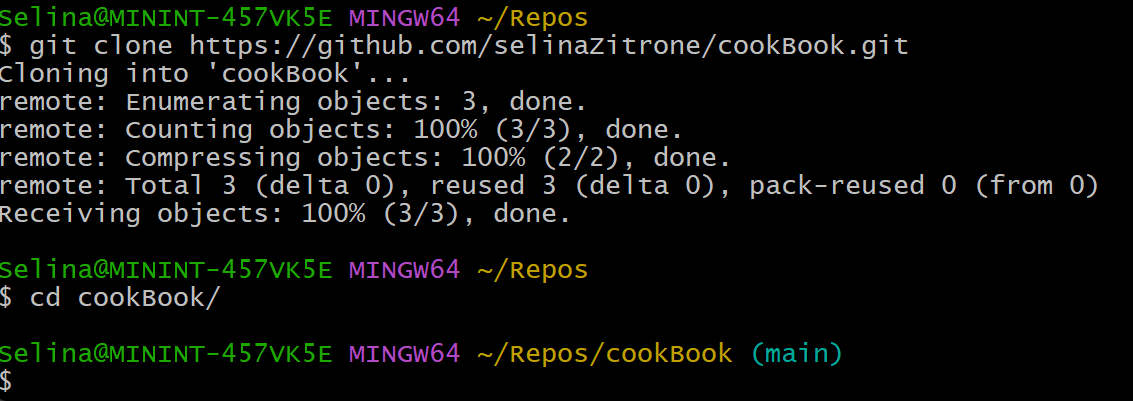 Selina@MININT-457VK5E MINGW64 ~/Repos
$ git clone https://github.com/selinaZitrone/cookBook.git
Cloning into 'cookBook'...
remote: Enumerating objects: 3, done.
remote: Counting objects: 100% (3/3), done.
remote: Compressing objects: 100% (2/2), done.
remote: Total 3 (delta 0), reused 3 (delta 0), pack-reused 0 (from 0)
Receiving objects: 100% (3/3), done.
Selina@MININT-457VK5E MINGW64 ~/Repos
$ cd cookBook/
Selina@MININT-457VK5E MINGW64 ~/Repos/cookBook (main)
$